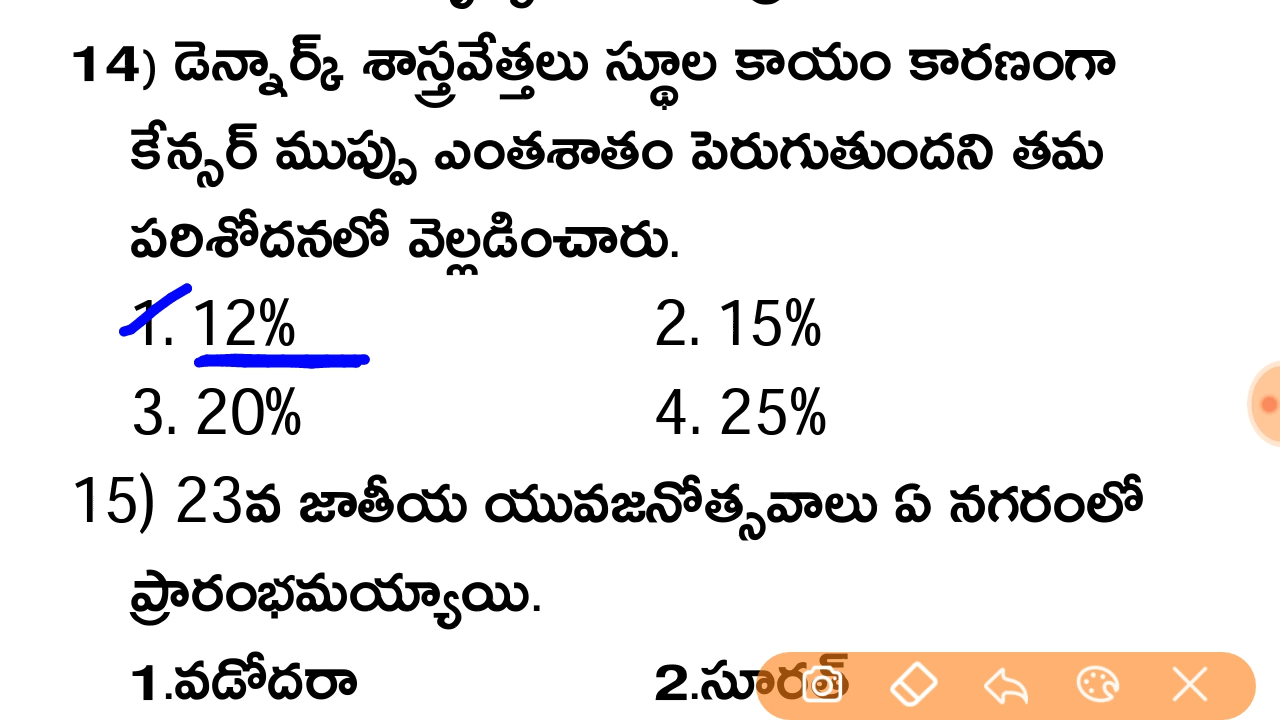 14) డెన్నార్క్ శాస్త్రవేత్తలు స్థూల కాయం కారణంగా
కేన్సర్ ముప్పు ఎంతశాతం పెరుగుతుందని తమ
పరిశోదనలో వెల్లడించారు.
1. 12% 2. 15%
3. 20% 4. 25%
15) 23వ జాతీయ యువజనోత్సవాలు ఏ నగరంలో
ప్రారంభమయ్యాయి.
1.వడోదరా 2.సూరత్